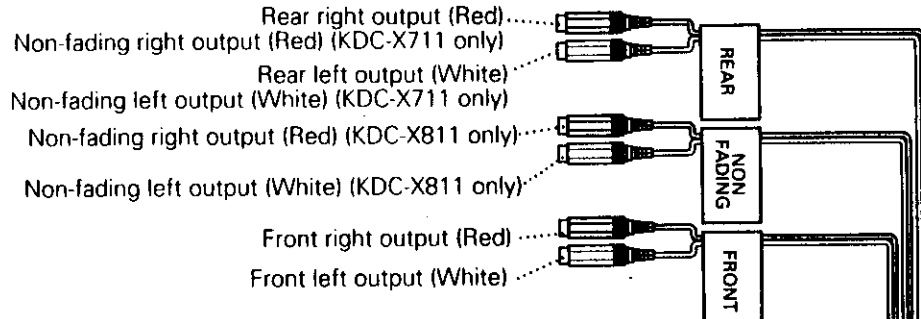 Rear right output (Red)
Non-fading right output (Red) (KDC-X711 only)
Rear left output (White)
Non-fading left output (White) (KDC-X711 only)
REAR
Non-fading right output (Red) (KDC-X811 only)
Non-fading left output (White) (KDC-X811 only)
NON
FADING
Front right output (Red)
Front left output (White)
FRONT